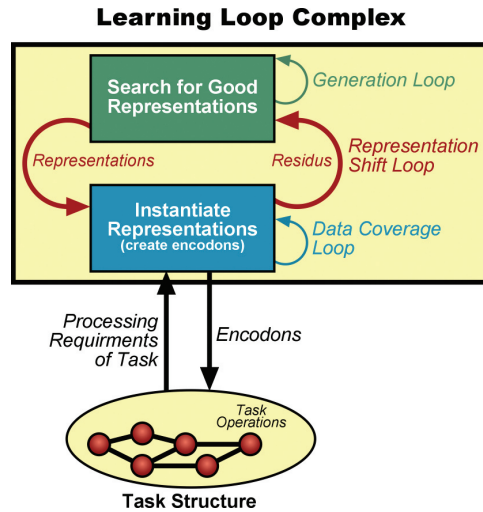 Learning Loop Complex
Search for Good
Representations
Generation Loop
Representations
Residus
Representation
Shift Loop
Instantiate
Representations
(create encodons)
Data Coverage
Loop
Processing
Requirments
of Task
Encodons
Task
Operations
Task Structure